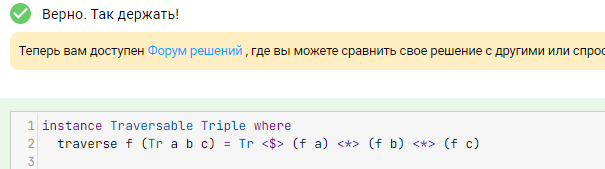 Верно. Так держать!
Теперь вам доступен Форум решений , где вы можете сравнить свое решение с другими или
1 instance Traversable Triple where
2   traverse f (Tr a b c) = Tr <$> (f a) <*> (f b) <*> (f c)
3